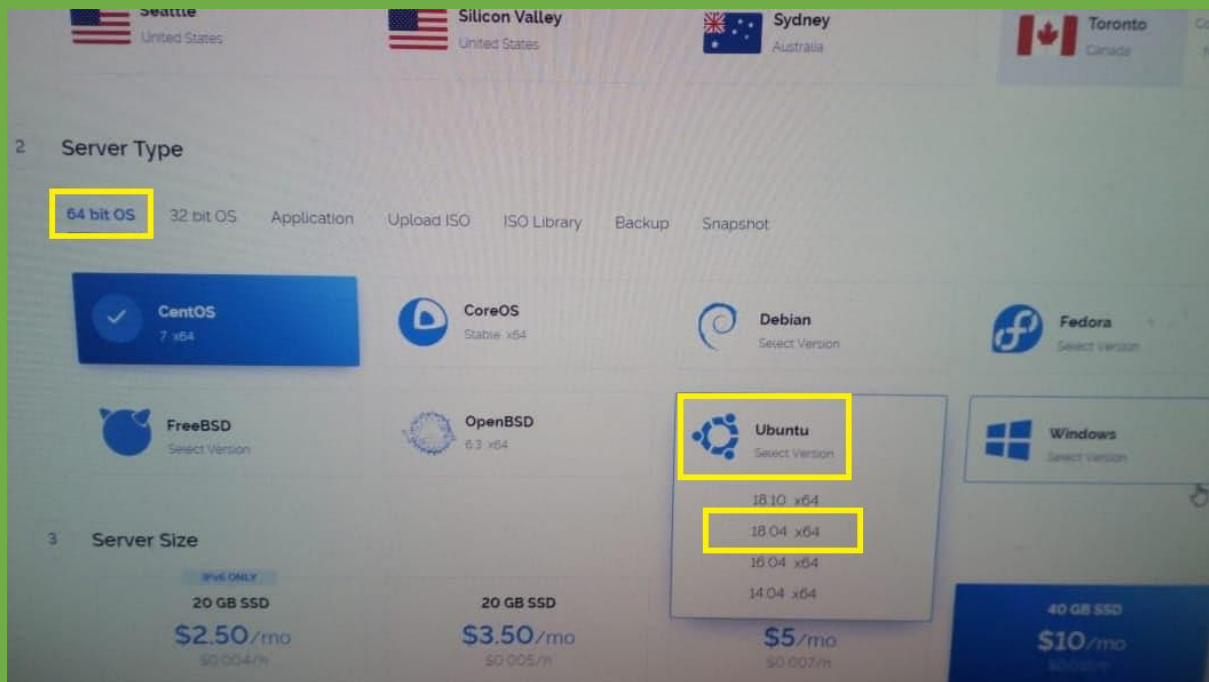 Seattle
United States
Silicon Valley
United States
Sydney
Australia
Toronto
Canada
2 Server Type
64 bit OS 32 bit OS Application Upload ISO ISO Library Backup Snapshot
CentOS
7 x64
CoreOS
Stable x64
Debian
Select Version
Fedora
Select Version
FreeBSD
Select Version
OpenBSD
6.3 x64
Ubuntu
Select Version
18.10 x64
18.04 x64
16.04 x64
14.04 x64
Windows
Select Version
3 Server Size
IPv6 ONLY
20 GB SSD
$2.50/mo
$0.004/h
20 GB SSD
$3.50/mo
$0.005/h
$5/mo
$0.007/h
40 GB SSD
$10/mo